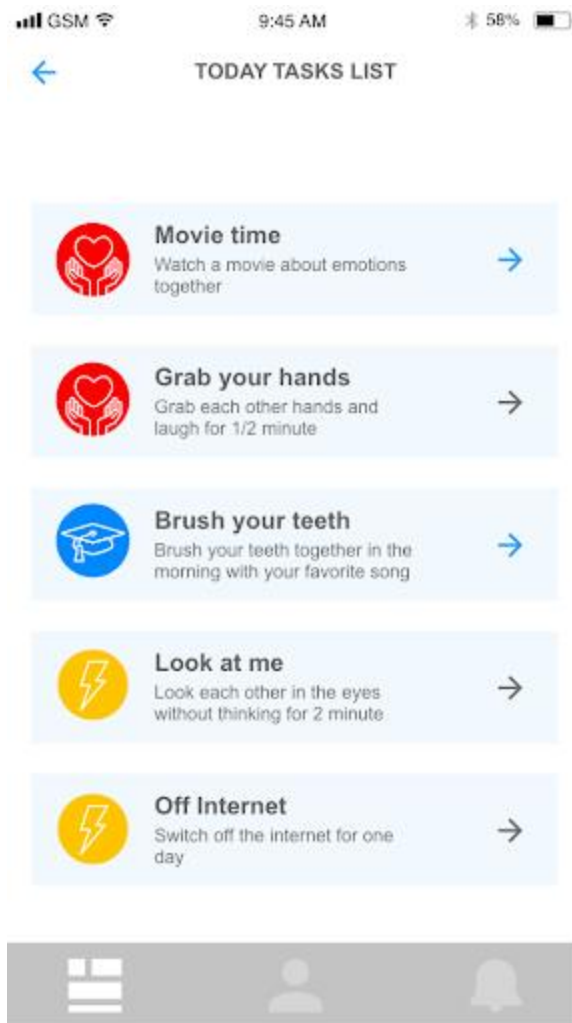 GSM 9:45 AM 58%
TODAY TASKS LIST
Movie time
Watch a movie about emotions
together
Grab your hands
Grab each other hands and
laugh for 1/2 minute
Brush your teeth
Brush your teeth together in the
morning with your favorite song
Look at me
Look each other in the eyes
without thinking for 2 minute
Off Internet
Switch off the internet for one
day